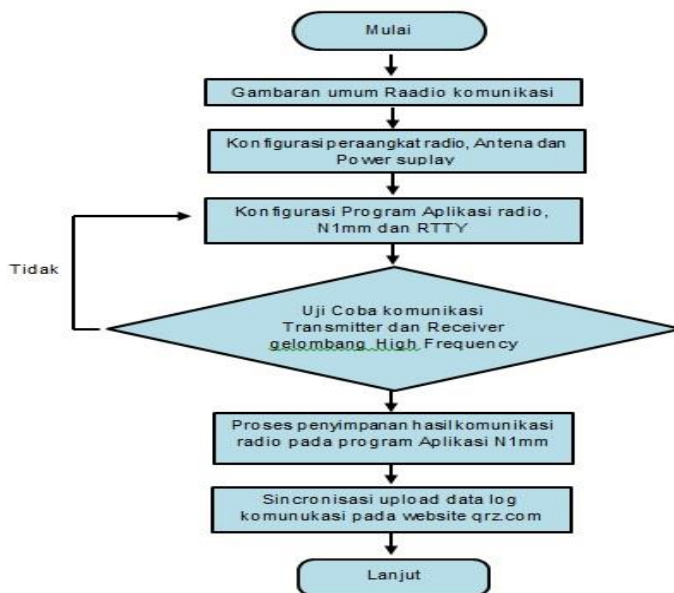 Mulai
Gambaran umum Raadio komunikasi
Konfigurasi peraangkat radio, Antena dan
Power suplay
Konfigurasi Program Aplikasi radio,
N1mm dan RTTY
Tidak
Uji Coba komunikasi
Transmitter dan Receiver
gelombang High Frequency
Proses penyimpanan hasil komunikasi
radio pada program Aplikasi N1mm
Sincronisasi upload data log
komunukasi pada website qrz.com
Lanjut